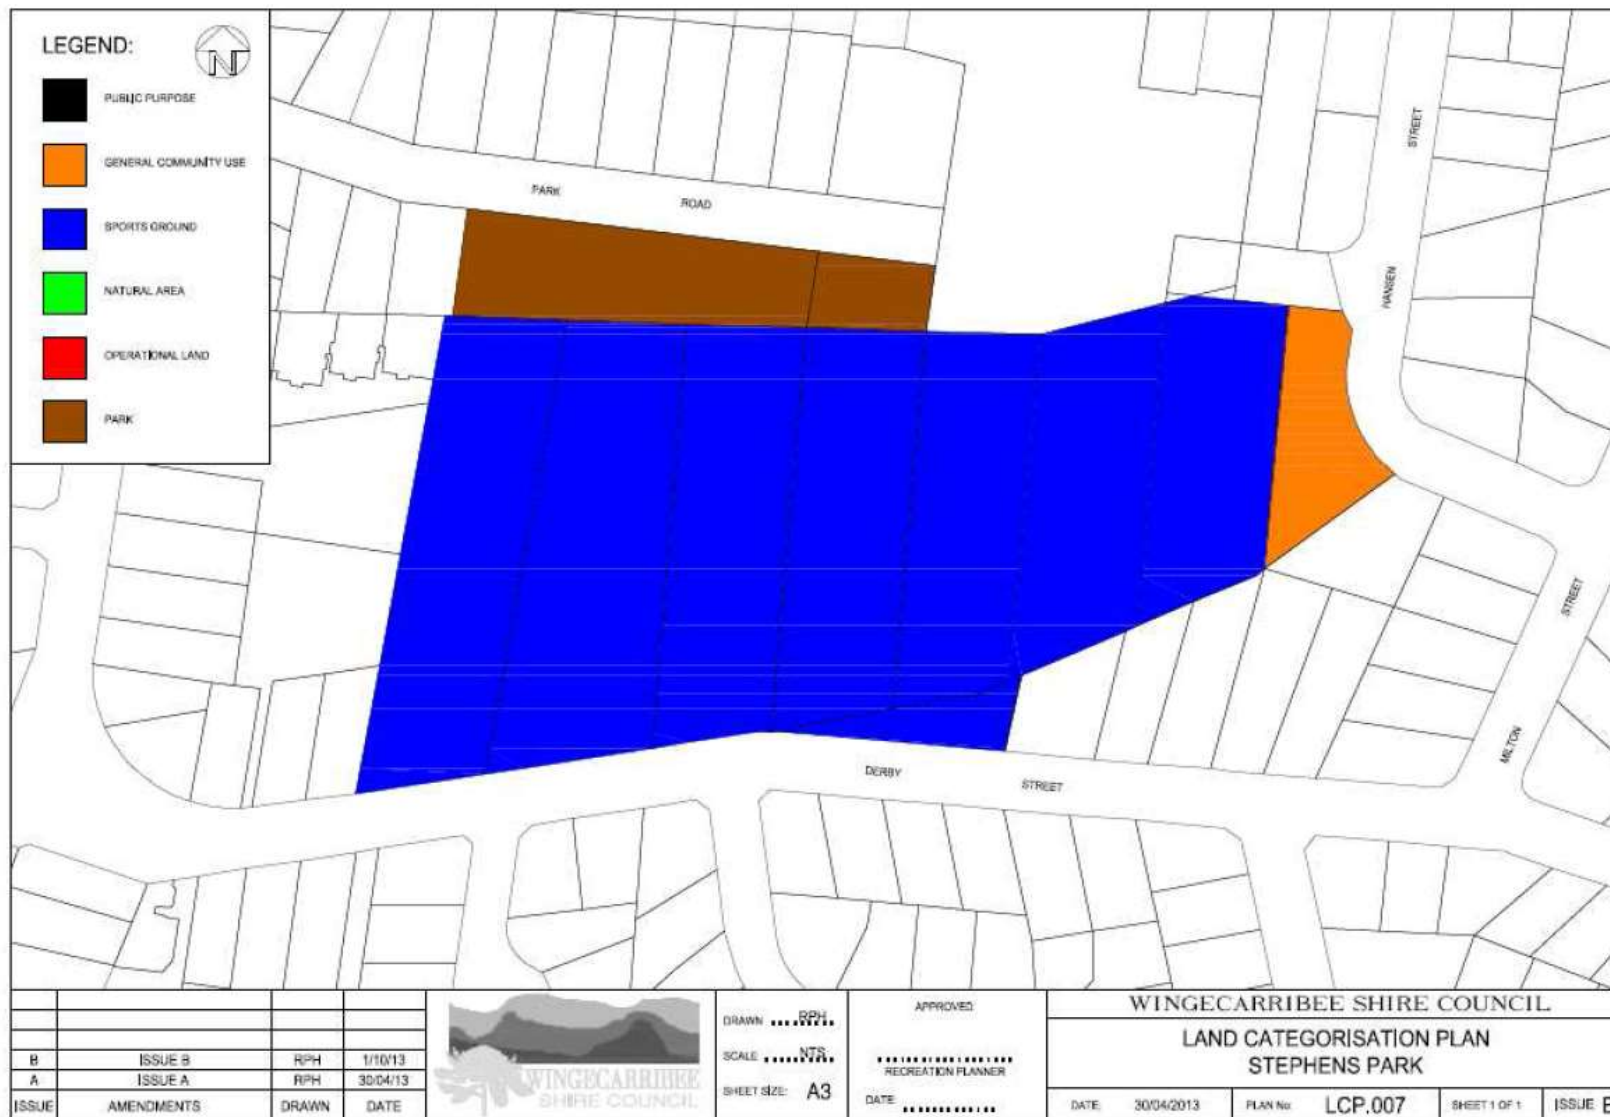 LEGEND:
N
PUBLIC PURPOSE
GENERAL COMMUNITY USE
SPORTS GROUND
NATURAL AREA
OPERATIONAL LAND
PARK
PARK ROAD
STREET
HANSEN
STREET
MILTON
DERBY STREET
B ISSUE B RPH 1/10/13
A ISSUE A RPH 30/04/13
ISSUE AMENDMENTS DRAWN DATE
WINGECARRIBEE
SHIRE COUNCIL
DRAWN RPH
SCALE NTS
SHEET SIZE: A3
APPROVED
RECREATION PLANNER
DATE
WINGECARRIBEE SHIRE COUNCIL
LAND CATEGORISATION PLAN
STEPHENS PARK
DATE: 30/04/2013 PLAN No: LCP.007 SHEET 1 OF 1 ISSUE